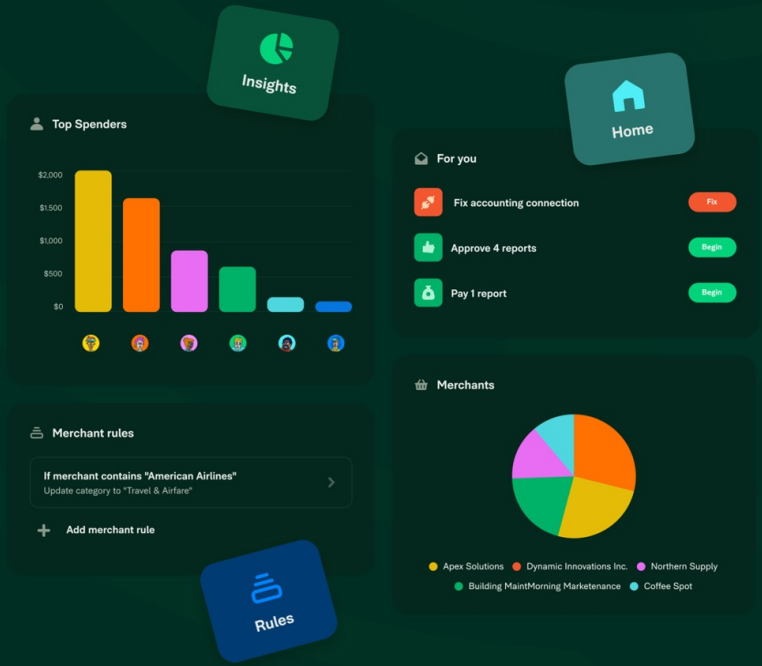 Insights
Top Spenders
$2,000
$1.500
$1,000
$500
$0
Merchant rules
If merchant contains "American Airlines"
Update category to "Travel & Airfare"
Add merchant rule
Rules
Home
For you
Fix accounting connection
Fix
Approve 4 reports
Begin
Pay 1 report
Begin
Merchants
Apex Solutions Dynamic Innovations Inc. Northern Supply
Building MaintMorning Marketenance Coffee Spot